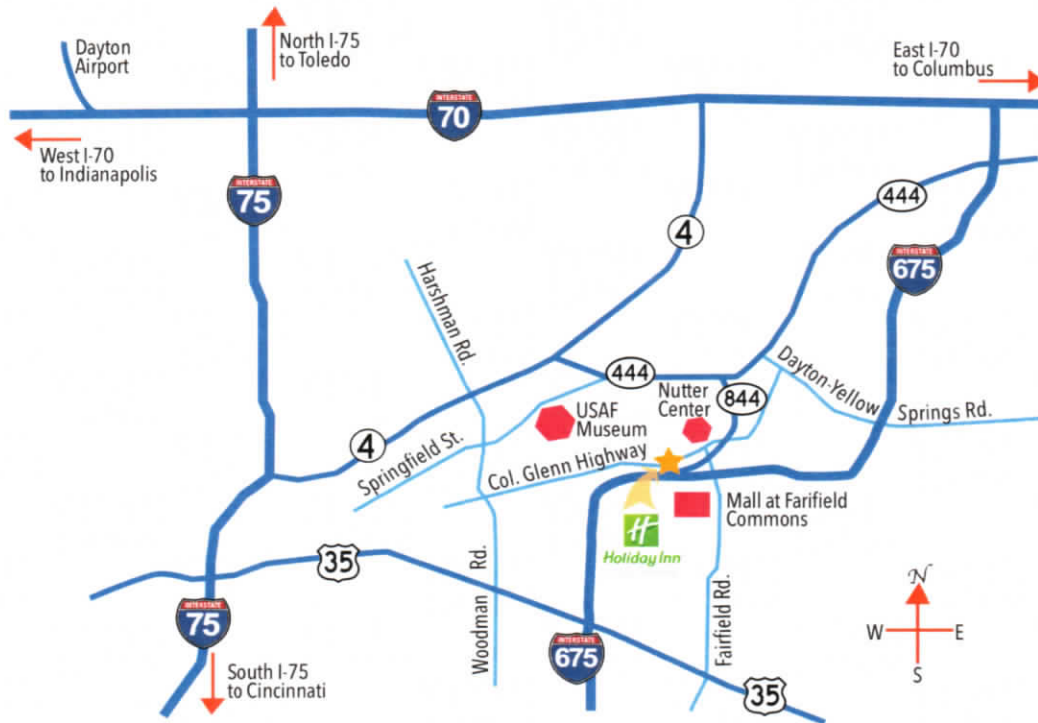 North I-75
to Toledo
Dayton
Airport
East I-70
to Columbus
INTERSTATE
70
West I-70
to Indianapolis
INTERSTATE
75
444
4
INTERSTATE
675
Harshman Rd.
444
Nutter
Center
844
Dayton-Yellow
Springs Rd.
USAF
Museum
4
Springfield St.
Col. Glenn Highway
Mall at Farifield
Commons
H
Holiday Inn
35
Woodman Rd.
Fairfield Rd.
INTERSTATE
75
INTERSTATE
675
35
South I-75
to Cincinnati
N
W E
S